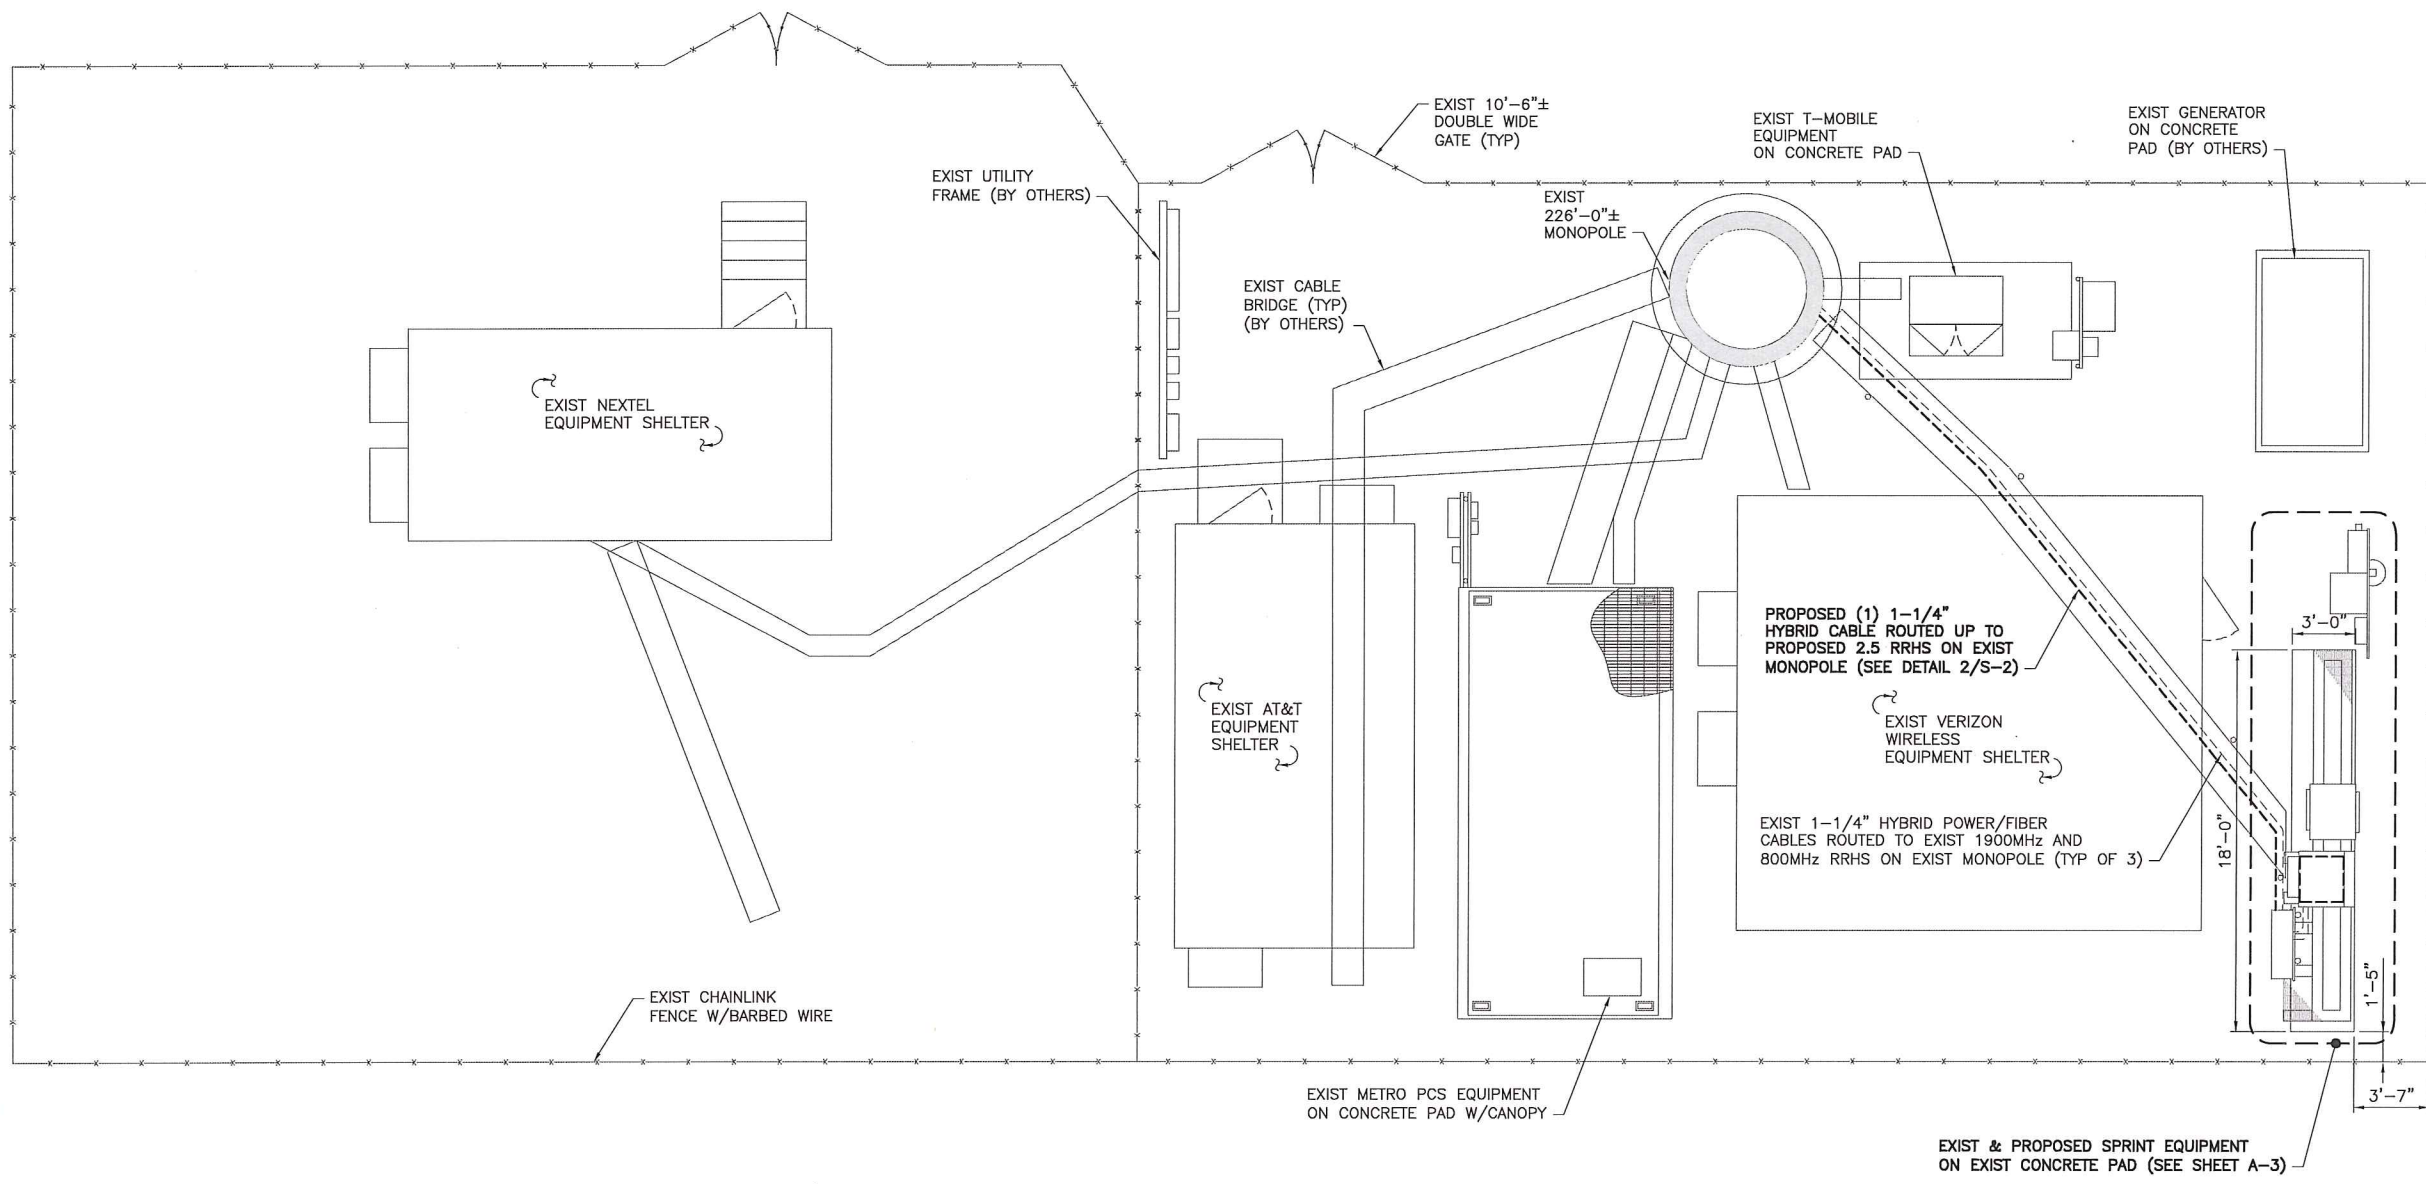 EXIST 10'-6"±
DOUBLE WIDE
GATE (TYP)
EXIST T-MOBILE
EQUIPMENT
ON CONCRETE PAD
EXIST GENERATOR
ON CONCRETE
PAD (BY OTHERS)
EXIST UTILITY
FRAME (BY OTHERS)
EXIST
226'-0"±
MONOPOLE
EXIST CABLE
BRIDGE (TYP)
(BY OTHERS)
EXIST NEXTEL
EQUIPMENT SHELTER
PROPOSED (1) 1-1/4"
HYBRID CABLE ROUTED UP TO
PROPOSED 2.5 RRHS ON EXIST
MONOPOLE (SEE DETAIL 2/S-2)
3'-0"
EXIST AT&T
EQUIPMENT
SHELTER
EXIST VERIZON
WIRELESS
EQUIPMENT SHELTER
EXIST 1-1/4" HYBRID POWER/FIBER
CABLES ROUTED TO EXIST 1900MHz AND
800MHz RRHS ON EXIST MONOPOLE (TYP OF 3)
18'-0"
1'-5"
EXIST CHAINLINK
FENCE W/BARBED WIRE
EXIST METRO PCS EQUIPMENT
ON CONCRETE PAD W/CANOPY
3'-7"
EXIST & PROPOSED SPRINT EQUIPMENT
ON EXIST CONCRETE PAD (SEE SHEET A-3)